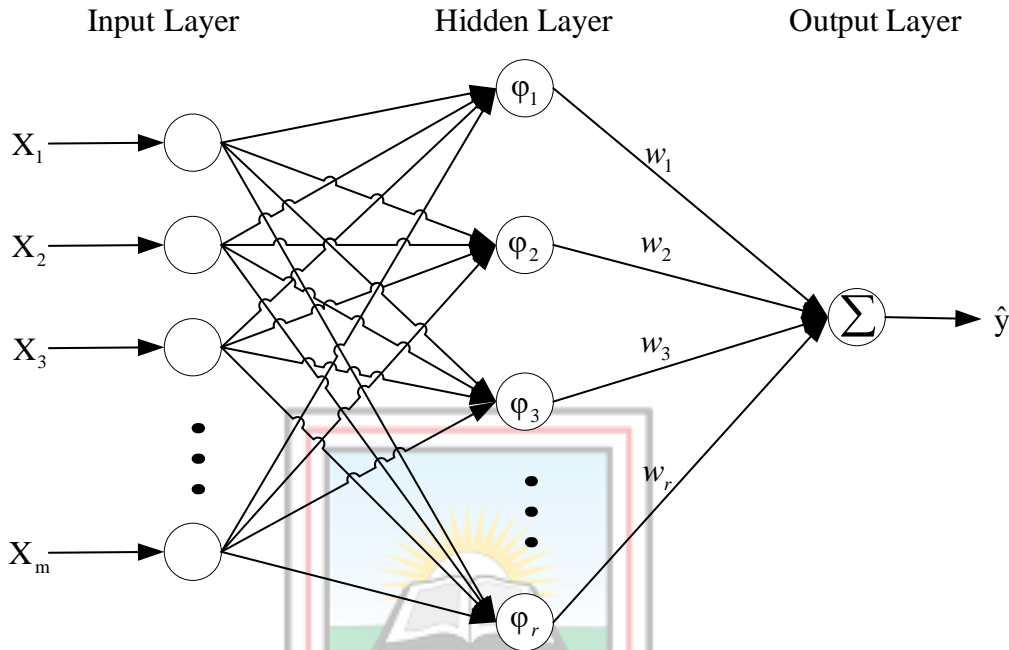 Input Layer Hidden Layer Output Layer
φ₁
X₁
w₁
X₂ φ₂ w₂
Σ ŷ
X₃ w₃
φ₃
wᵣ
Xₘ
φᵣ